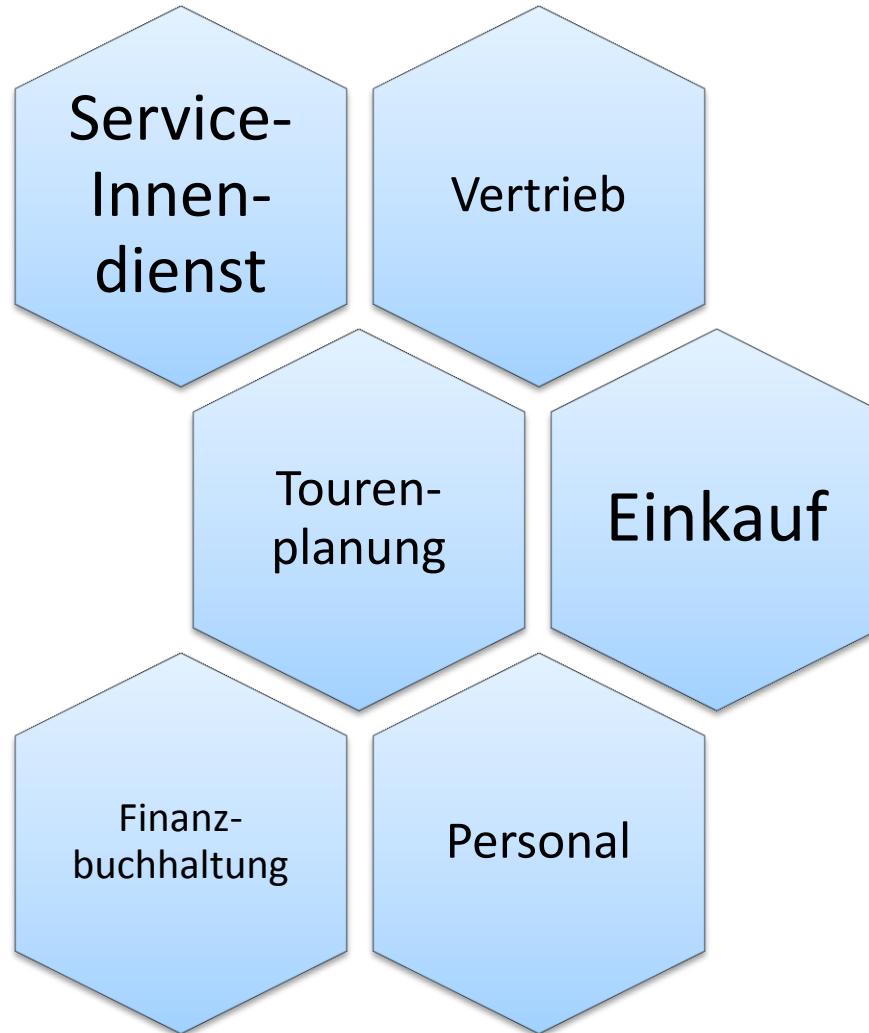 Service-
Innen-
dienst
Vertrieb
Touren-
planung
Einkauf
Finanz-
buchhaltung
Personal